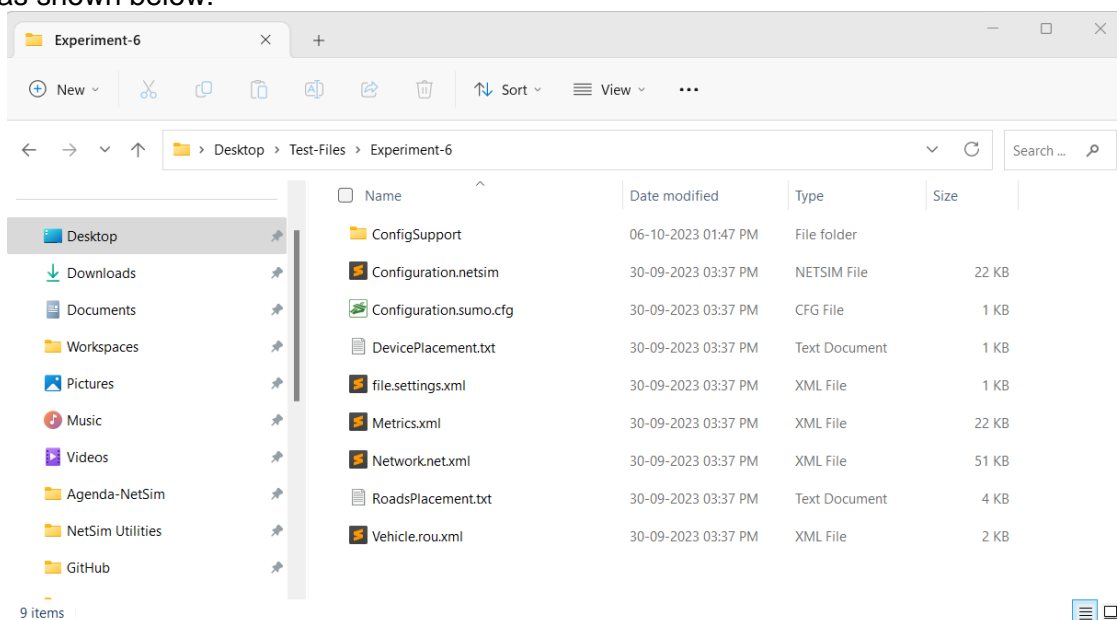 as shown below.
Experiment-6
New Sort View
Desktop > Test-Files > Experiment-6 Search ...
Name Date modified Type Size
Desktop
Downloads
Documents
Workspaces
Pictures
Music
Videos
Agenda-NetSim
NetSim Utilities
GitHub
ConfigSupport 06-10-2023 01:47 PM File folder
Configuration.netsim 30-09-2023 03:37 PM NETSIM File 22 KB
Configuration.sumo.cfg 30-09-2023 03:37 PM CFG File 1 KB
DevicePlacement.txt 30-09-2023 03:37 PM Text Document 1 KB
file.settings.xml 30-09-2023 03:37 PM XML File 1 KB
Metrics.xml 30-09-2023 03:37 PM XML File 22 KB
Network.net.xml 30-09-2023 03:37 PM XML File 51 KB
RoadsPlacement.txt 30-09-2023 03:37 PM Text Document 4 KB
Vehicle.rou.xml 30-09-2023 03:37 PM XML File 2 KB
9 items